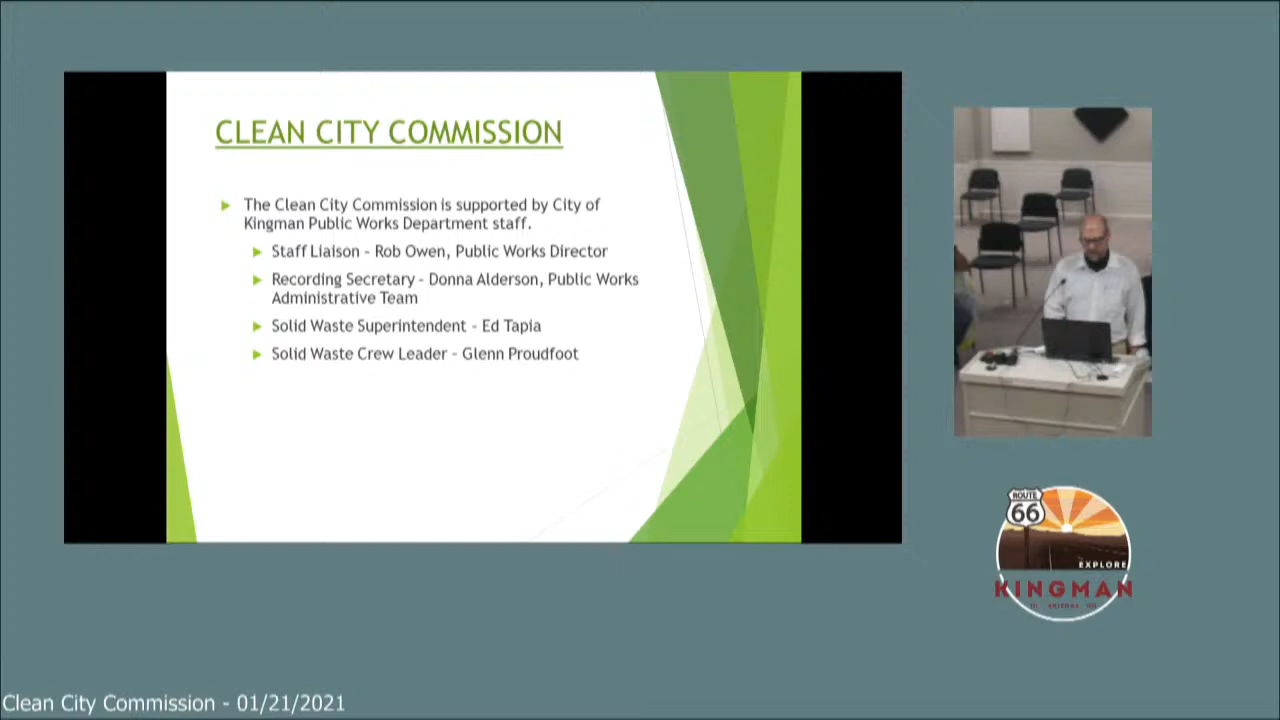 CLEAN CITY COMMISSION
The Clean City Commission is supported by City of
Kingman Public Works Department staff.
Staff Liaison - Rob Owen, Public Works Director
Recording Secretary - Donna Alderson, Public Works
Administrative Team
Solid Waste Superintendent - Ed Tapia
Solid Waste Crew Leader - Glenn Proudfoot
ROUTE
66
EXPLORE
KINGMAN
Clean City Commission - 01/21/2021